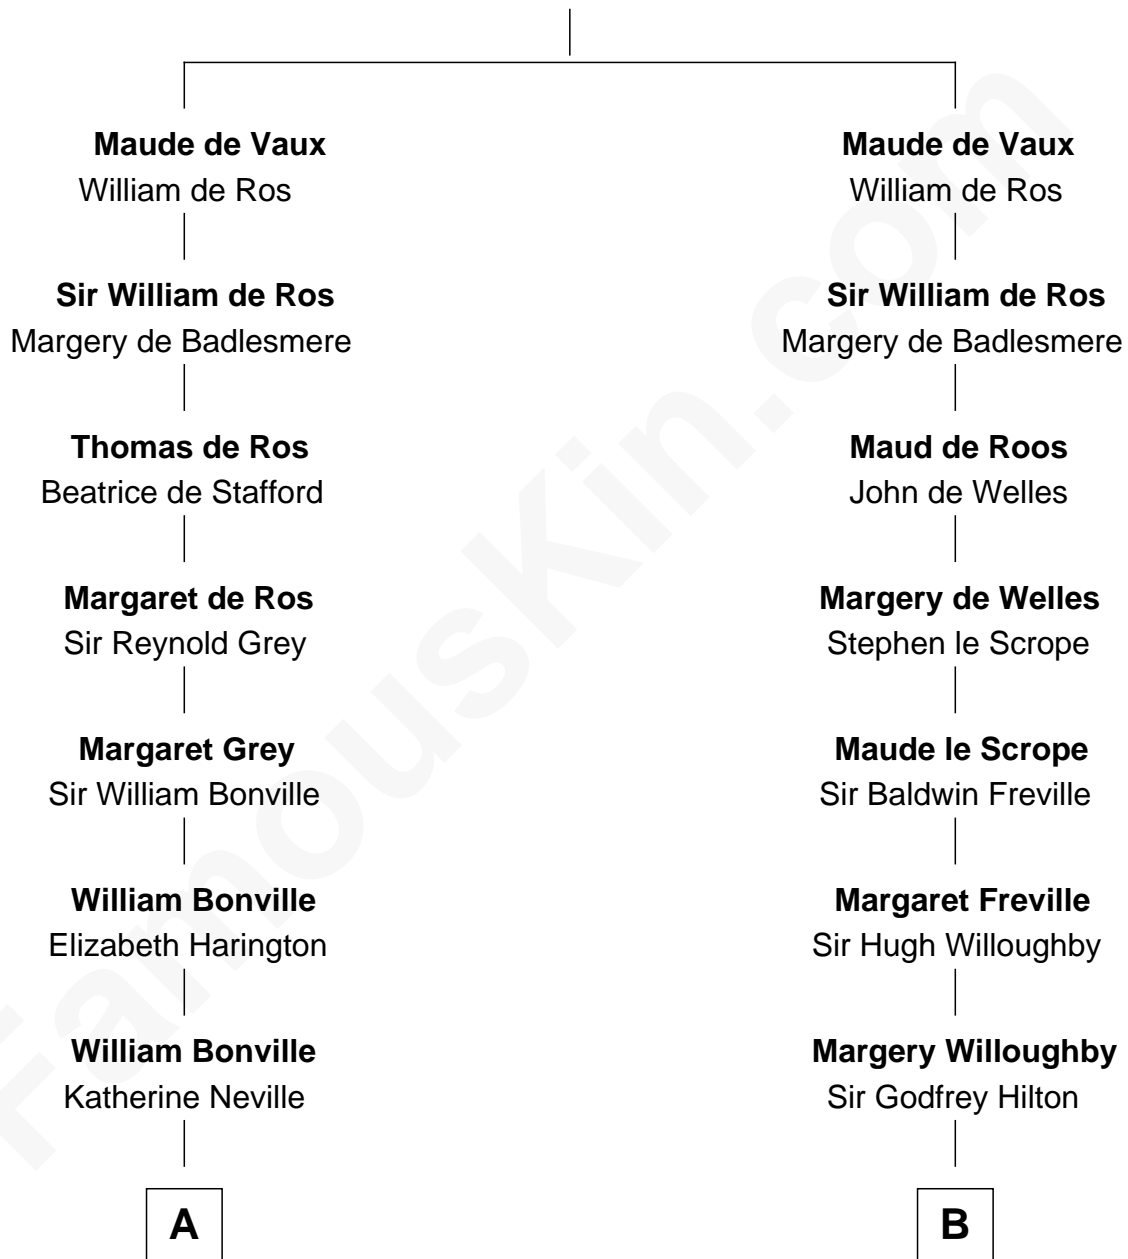 Maude de Vaux
William de Ros
Sir William de Ros
Margery de Badlesmere
Thomas de Ros
Beatrice de Stafford
Margaret de Ros
Sir Reynold Grey
Margaret Grey
Sir William Bonville
William Bonville
Elizabeth Harington
William Bonville
Katherine Neville
A
Maude de Vaux
William de Ros
Sir William de Ros
Margery de Badlesmere
Maud de Roos
John de Welles
Margery de Welles
Stephen le Scrope
Maude le Scrope
Sir Baldwin Freville
Margaret Freville
Sir Hugh Willoughby
Margery Willoughby
Sir Godfrey Hilton
B
FamousKin.com